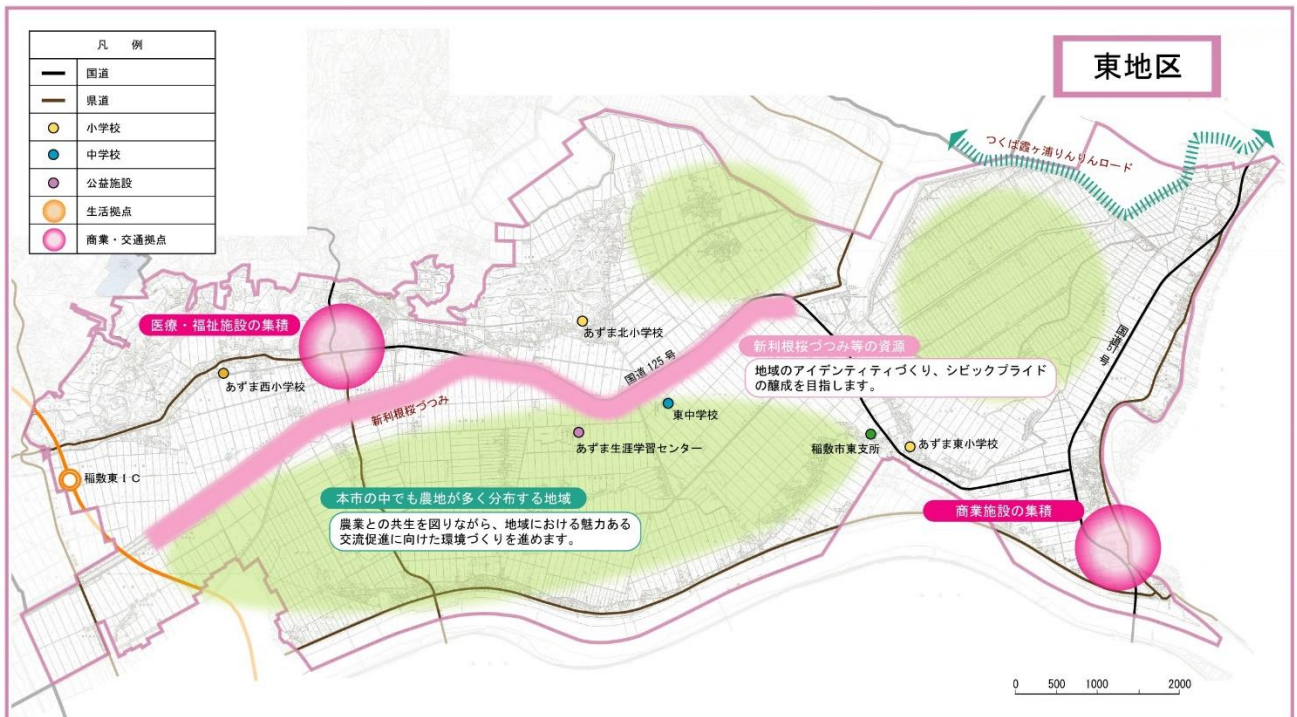 東地区
凡 例
国道
県道
小学校
中学校
公益施設
生活拠点
商業・交通拠点
つくば霞ヶ浦りんりんロード
医療・福祉施設の集積
あずま北小学校
あずま西小学校
国道 125 号
新利根桜づつみ等の資源
地域のアイデンティティづくり、シビックプライド
の醸成を目指します。
国道51号
新利根桜づつみ
東中学校
あずま生涯学習センター
稲敷市東支所
あずま東小学校
稲敷東IC
本市の中でも農地が多く分布する地域
農業との共生を図りながら、地域における魅力ある
交流促進に向けた環境づくりを進めます。
商業施設の集積
0 500 1000 2000